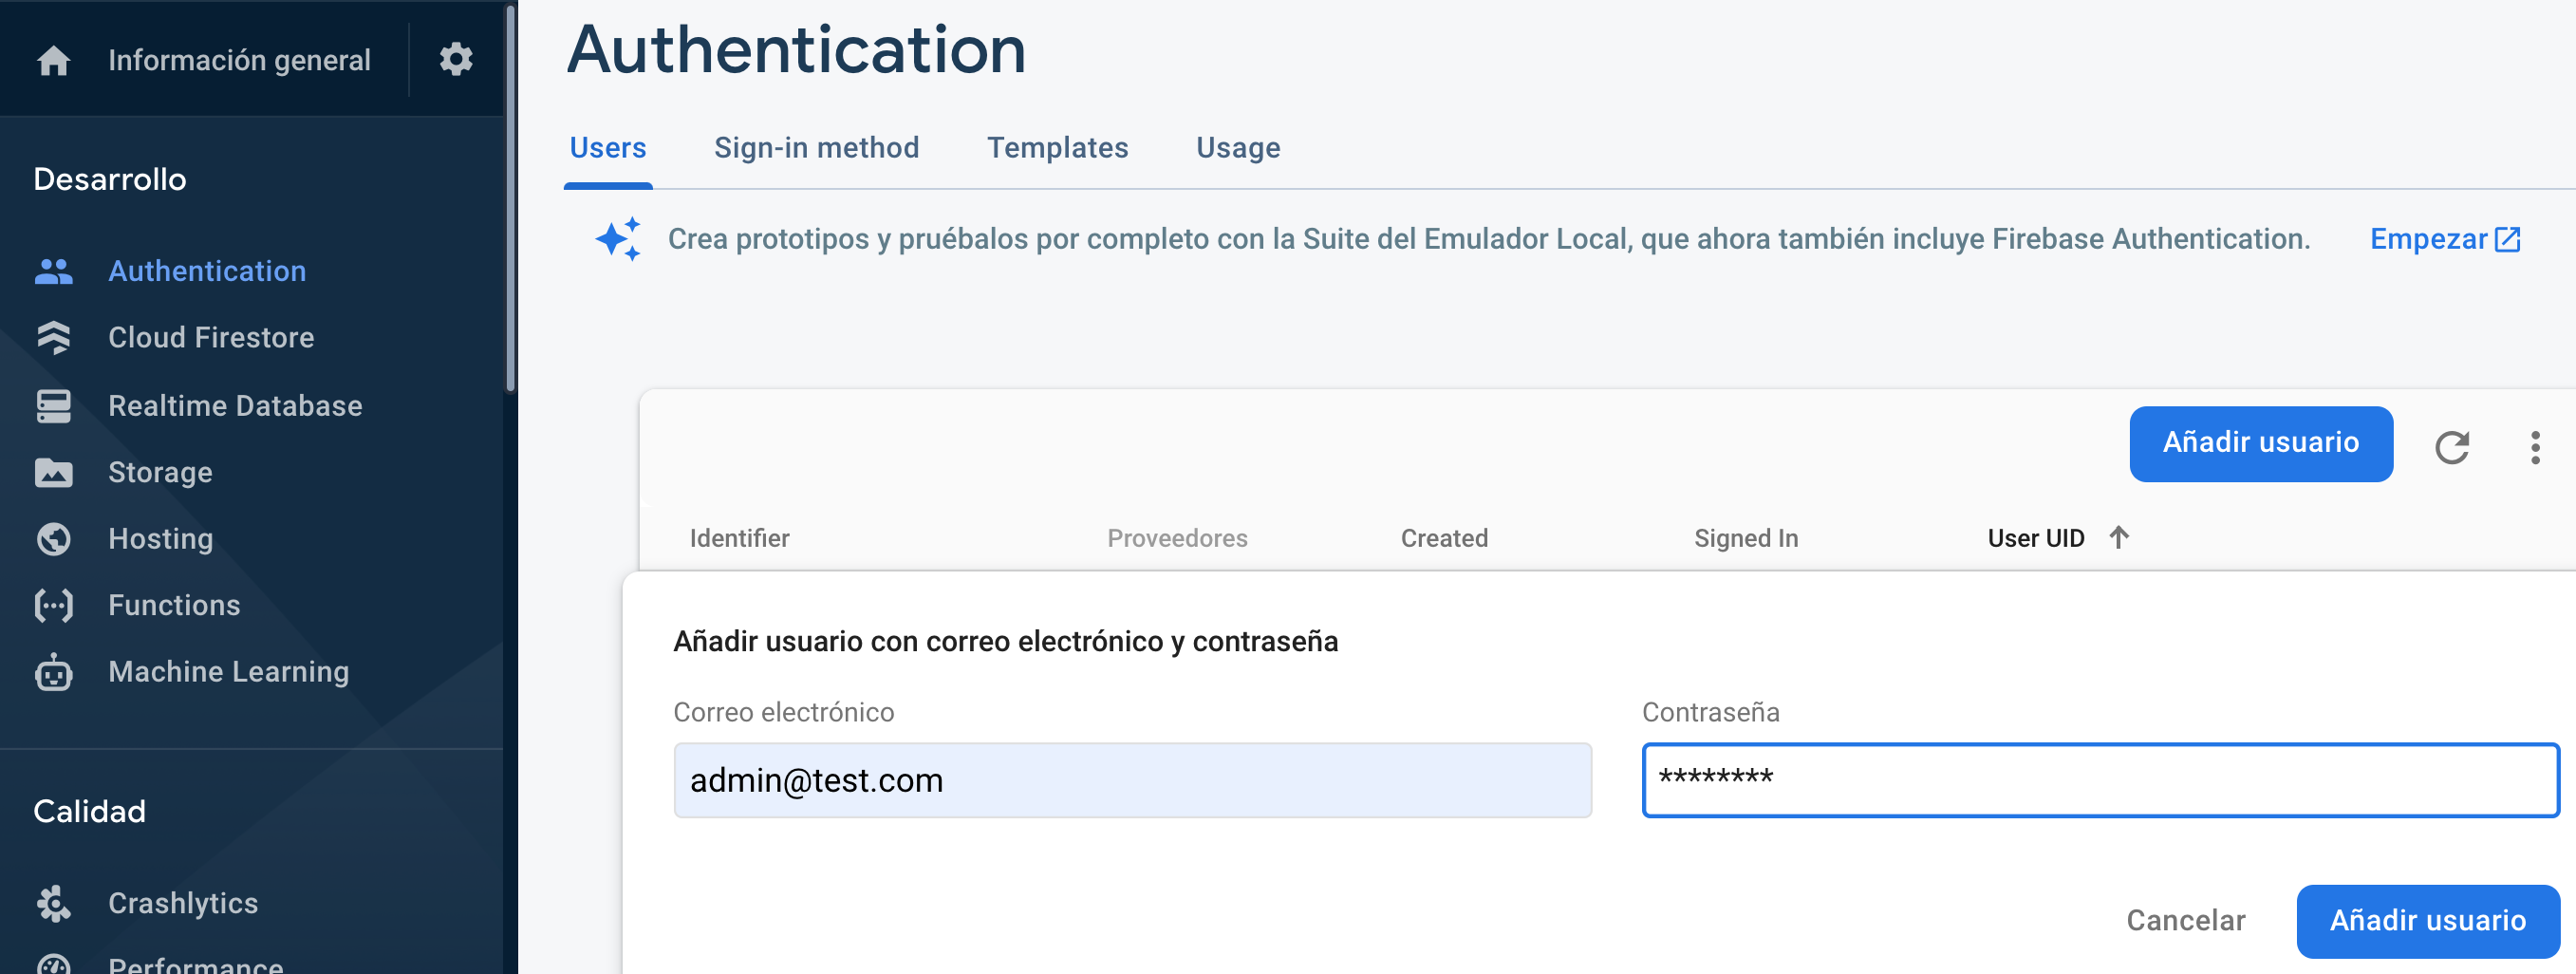 Información general
Desarrollo
Authentication
Cloud Firestore
Realtime Database
Storage
Hosting
Functions
Machine Learning
Calidad
Crashlytics
Performance
Authentication
Users Sign-in method Templates Usage
Crea prototipos y pruébalos por completo con la Suite del Emulador Local, que ahora también incluye Firebase Authentication. Empezar
Añadir usuario
Identifier Proveedores Created Signed In User UID
Añadir usuario con correo electrónico y contraseña
Correo electrónico Contraseña
admin@test.com ********
Cancelar Añadir usuario